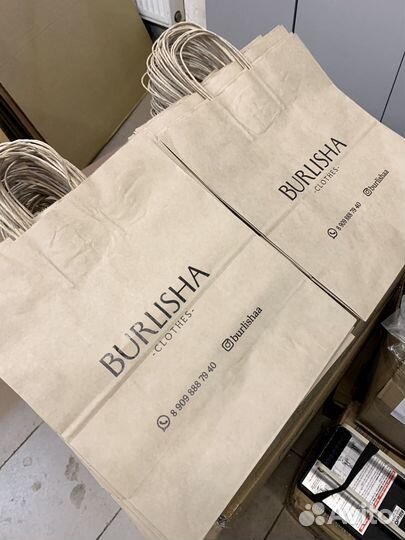 BURLISHA
-CLOTHES-
8 909 888 79 40
burlishaa
BURLISHA
-CLOTHES-
8 909 888 79 40
burlishaa
Avito